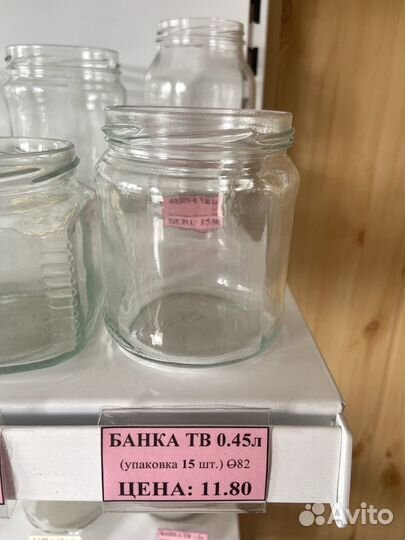 БАНКА ТВ 0.45л
(упаковка 15 шт.) Ө82
ЦЕНА: 11.80
Avito